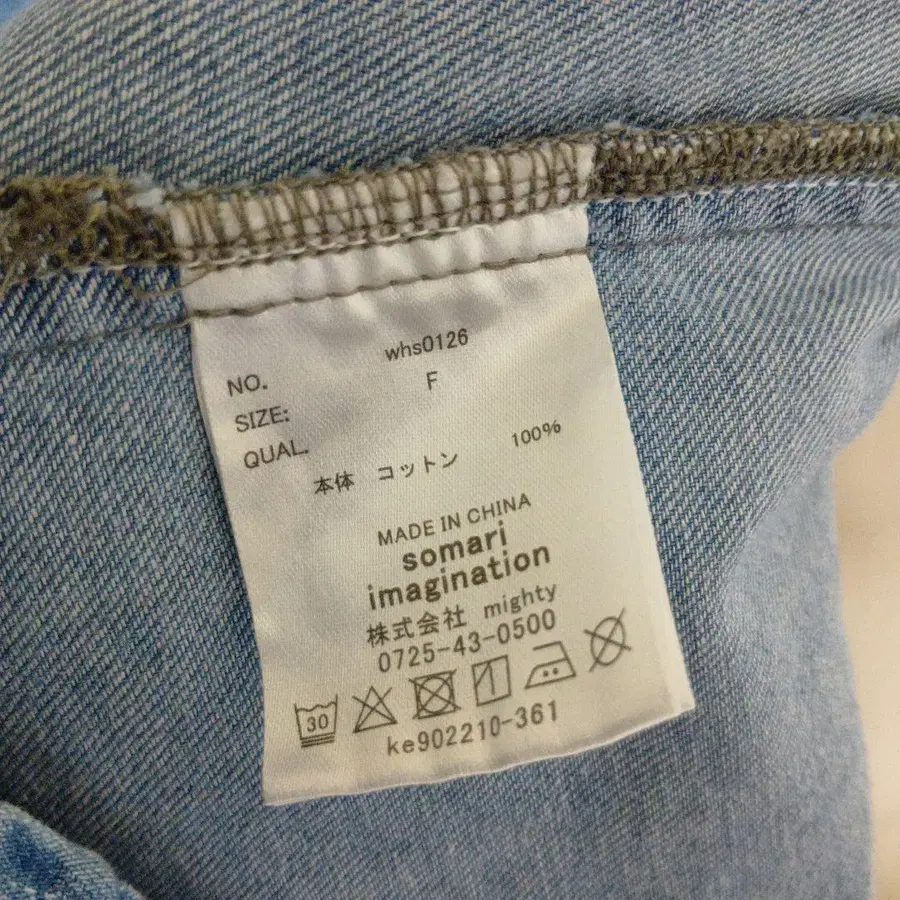 NO. whs0126
SIZE: F
QUAL.
本体 コットン 100%
MADE IN CHINA
somari
imagination
株式会社 mighty
0725-43-0500
30
ke902210-361